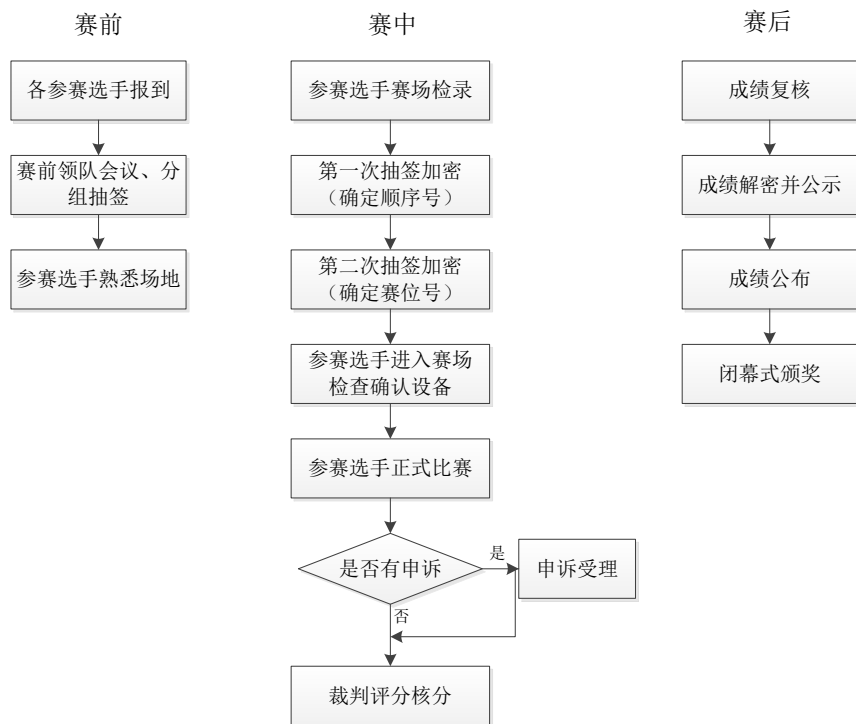 赛前
各参赛选手报到
赛前领队会议、分
组抽签
参赛选手熟悉场地
赛中
参赛选手赛场检录
第一次抽签加密
（确定顺序号）
第二次抽签加密
（确定赛位号）
参赛选手进入赛场
检查确认设备
参赛选手正式比赛
是否有申诉
是
申诉受理
否
裁判评分核分
赛后
成绩复核
成绩解密并公示
成绩公布
闭幕式颁奖